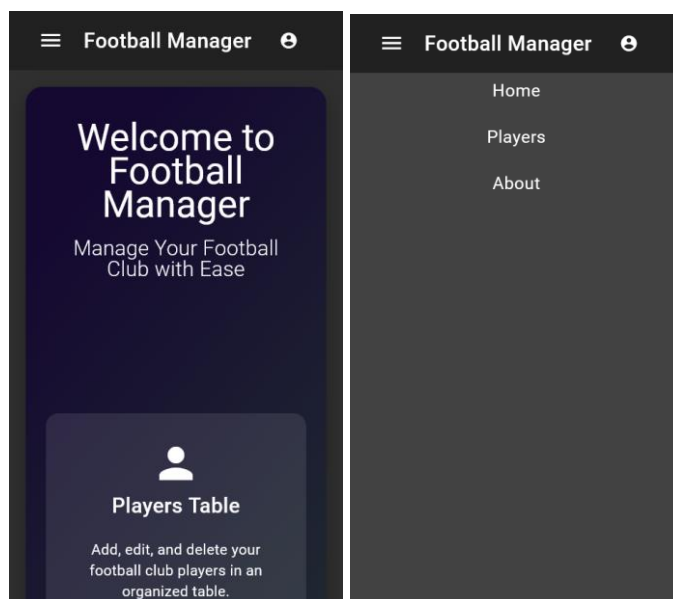 Football Manager
Welcome to
Football
Manager
Manage Your Football
Club with Ease
Players Table
Add, edit, and delete your
football club players in an
organized table.
Football Manager
Home
Players
About